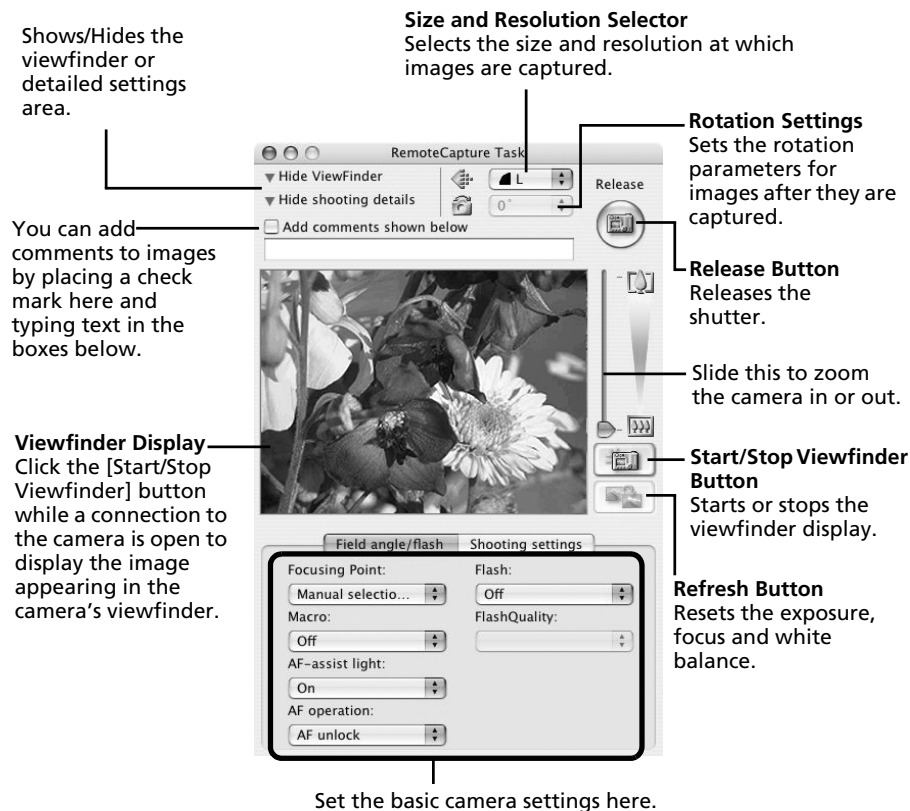 Size and Resolution Selector
Selects the size and resolution at which
images are captured.
Shows/Hides the
viewfinder or
detailed settings
area.
Rotation Settings
Sets the rotation
parameters for
images after they are
captured.
RemoteCapture Task
Hide ViewFinder
L
Release
Hide shooting details
0°
Add comments shown below
You can add
comments to images
by placing a check
mark here and
typing text in the
boxes below.
Release Button
Releases the
shutter.
Slide this to zoom
the camera in or out.
Viewfinder Display
Click the [Start/Stop
Viewfinder] button
while a connection to
the camera is open to
display the image
appearing in the
camera's viewfinder.
Start/Stop Viewfinder
Button
Starts or stops the
viewfinder display.
Refresh Button
Resets the exposure,
focus and white
balance.
Field angle/flash
Shooting settings
Focusing Point:
Manual selectio...
Macro:
Off
AF-assist light:
On
AF operation:
AF unlock
Flash:
Off
FlashQuality:
Set the basic camera settings here.